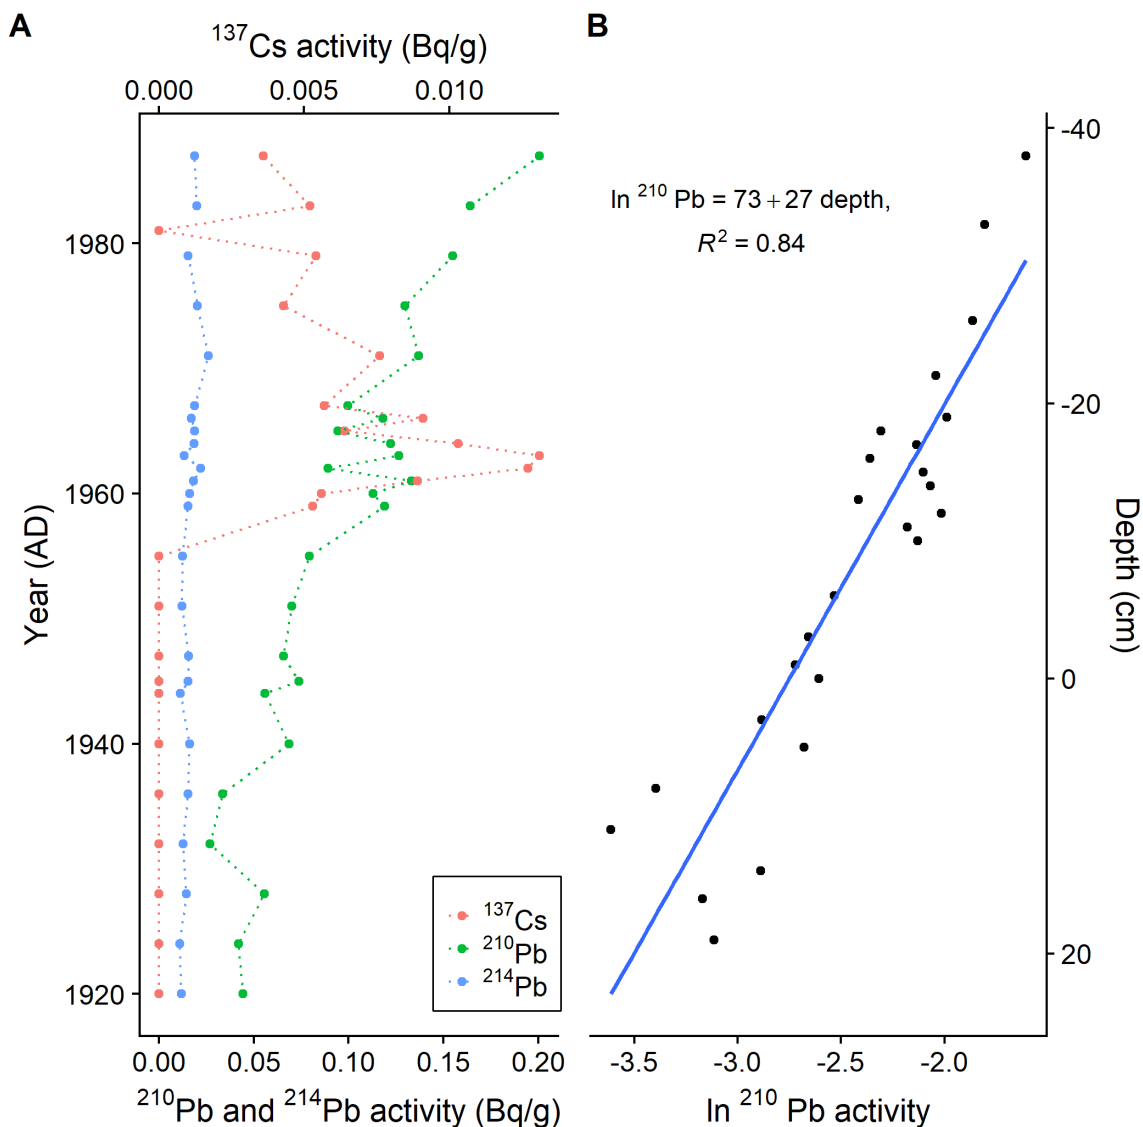 A
¹³⁷Cs activity (Bq/g)
0.000 0.005 0.010
Year (AD)
1980
1960
1940
1920
¹³⁷Cs
²¹⁰Pb
²¹⁴Pb
0.00 0.05 0.10 0.15 0.20
²¹⁰Pb and ²¹⁴Pb activity (Bq/g)
B
ln ²¹⁰ Pb = 73 + 27 depth,
R² = 0.84
-40
-20
0
20
Depth (cm)
-3.5 -3.0 -2.5 -2.0
ln ²¹⁰ Pb activity